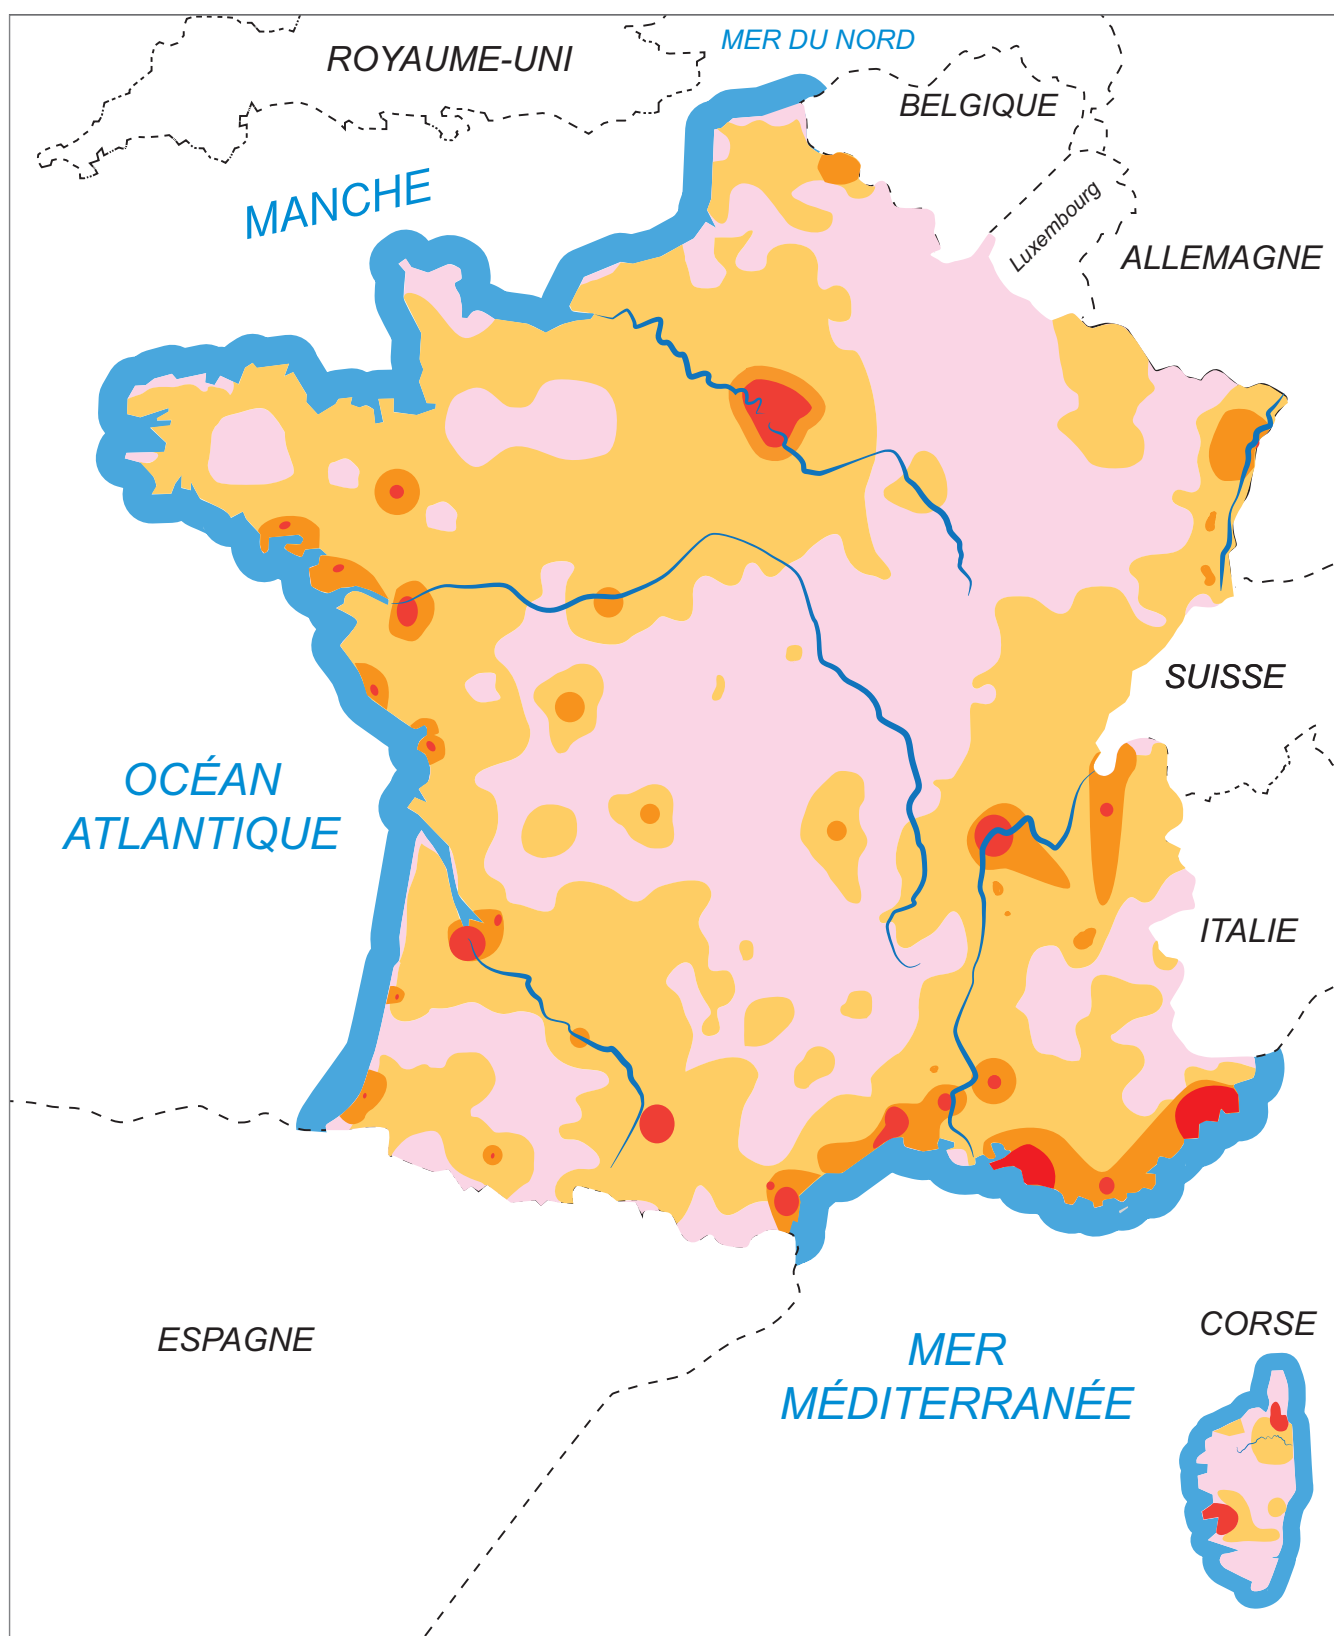 MER DU NORD
ROYAUME-UNI
BELGIQUE
MANCHE
Luxembourg
ALLEMAGNE
SUISSE
OCÉAN
ATLANTIQUE
ITALIE
CORSE
ESPAGNE
MER
MÉDITERRANÉE